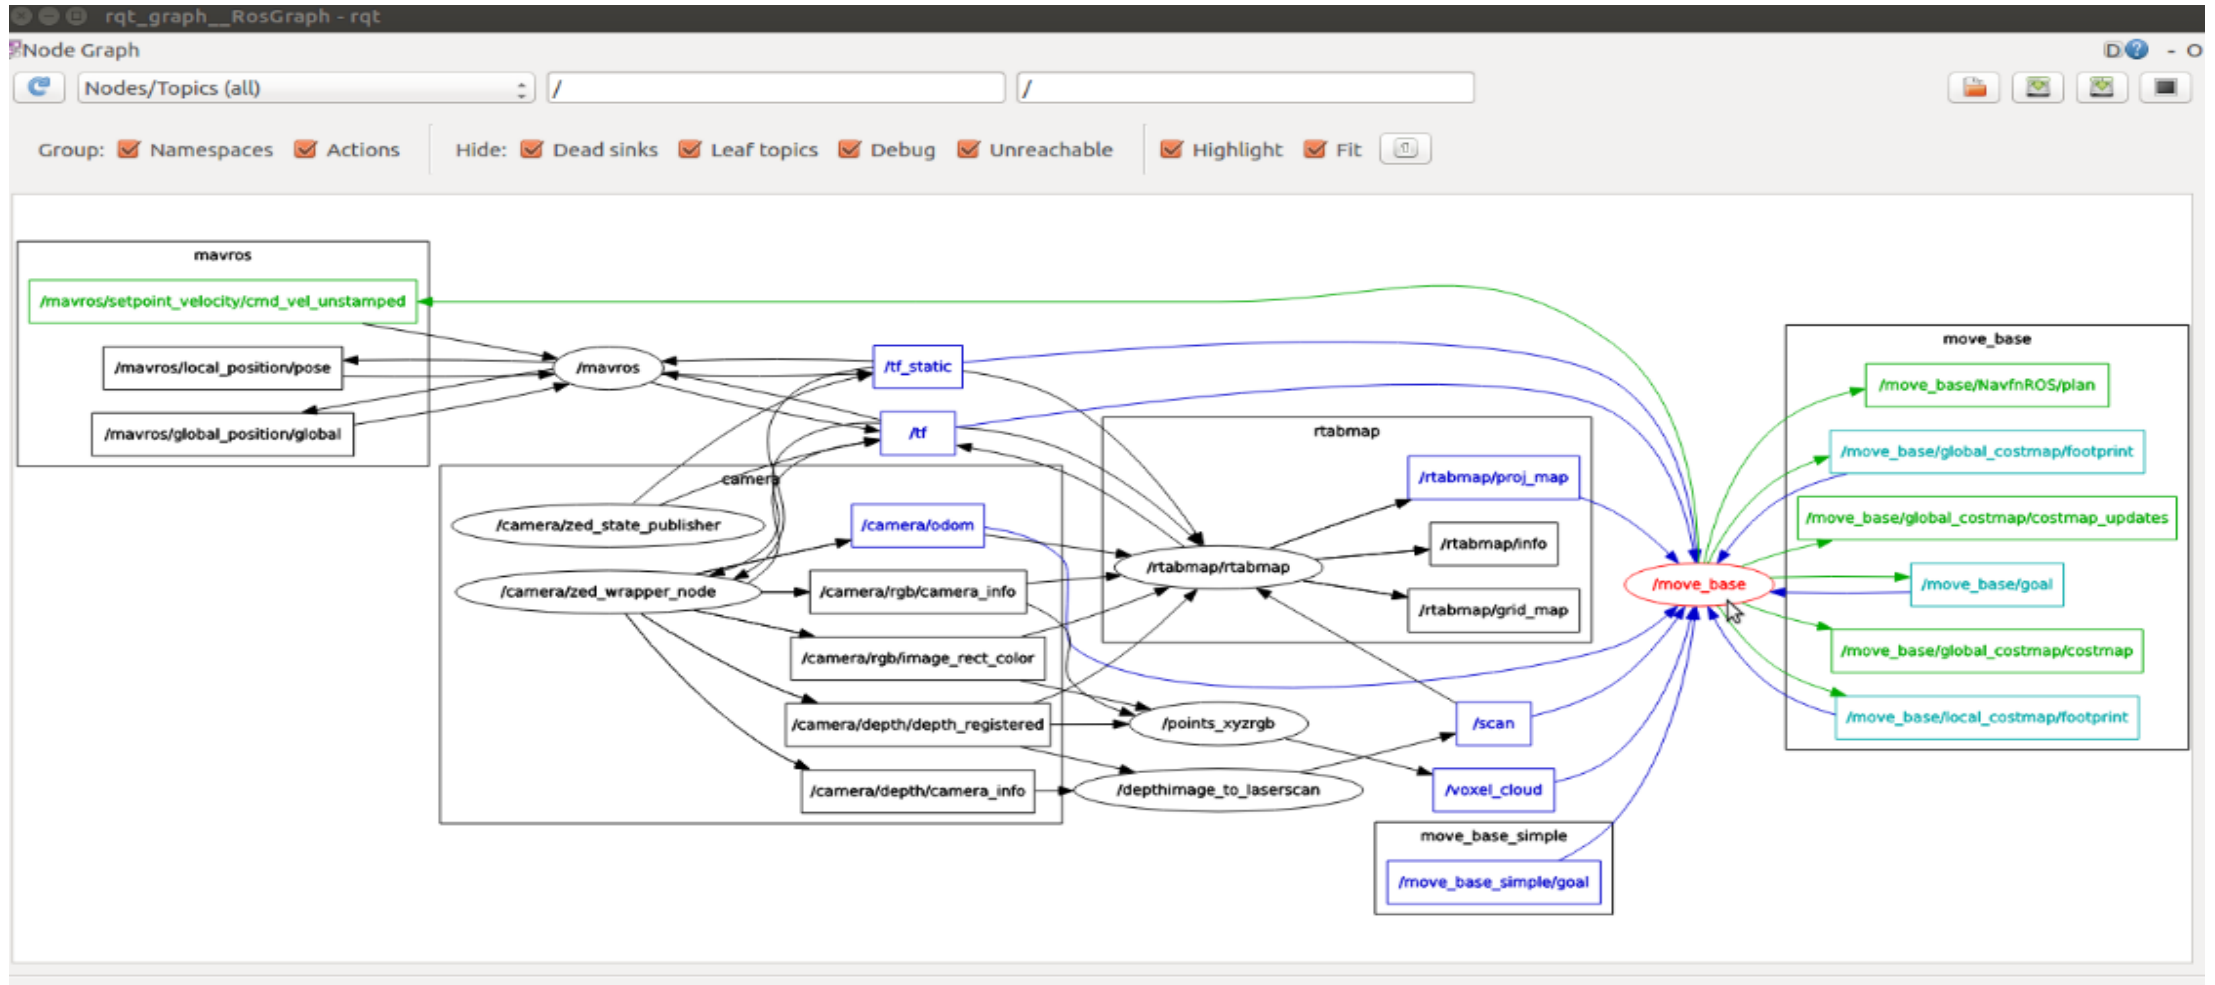 rqt_graph__RosGraph - rqt
Node Graph
D ? - O
Nodes/Topics (all)
/
/
Group: Namespaces Actions Hide: Dead sinks Leaf topics Debug Unreachable Highlight Fit
mavros
/mavros/setpoint_velocity/cmd_vel_unstamped
/mavros/local_position/pose
/mavros/global_position/global
/mavros
/tf_static
/tf
camera
/camera/zed_state_publisher
/camera/zed_wrapper_node
/camera/odom
/camera/rgb/camera_info
/camera/rgb/image_rect_color
/camera/depth/depth_registered
/camera/depth/camera_info
rtabmap
/rtabmap/rtabmap
/rtabmap/proj_map
/rtabmap/info
/rtabmap/grid_map
/points_xyzrgb
/depthimage_to_laserscan
/scan
/voxel_cloud
move_base_simple
/move_base_simple/goal
/move_base
move_base
/move_base/NavfnROS/plan
/move_base/global_costmap/footprint
/move_base/global_costmap/costmap_updates
/move_base/goal
/move_base/global_costmap/costmap
/move_base/local_costmap/footprint